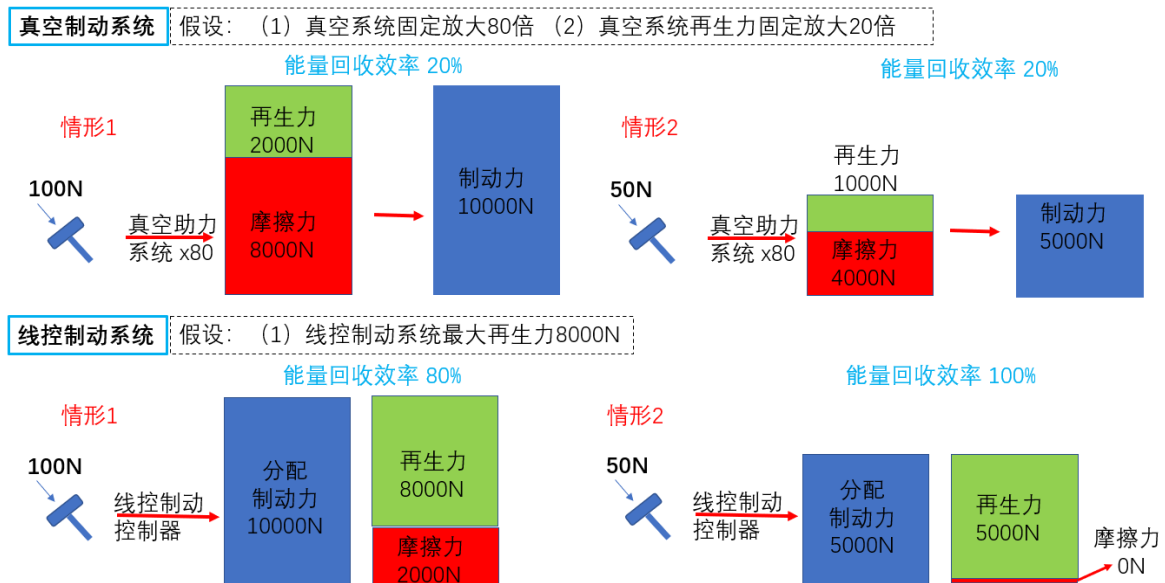 真空制动系统
假设：（1）真空系统固定放大80倍 （2）真空系统再生力固定放大20倍
能量回收效率 20%
情形1
100N
真空助力
系统 x80
再生力
2000N
摩擦力
8000N
制动力
10000N
能量回收效率 20%
情形2
50N
真空助力
系统 x80
再生力
1000N
摩擦力
4000N
制动力
5000N
线控制动系统
假设：（1）线控制动系统最大再生力8000N
能量回收效率 80%
情形1
100N
线控制动
控制器
分配
制动力
10000N
再生力
8000N
摩擦力
2000N
能量回收效率 100%
情形2
50N
线控制动
控制器
分配
制动力
5000N
再生力
5000N
摩擦力
0N